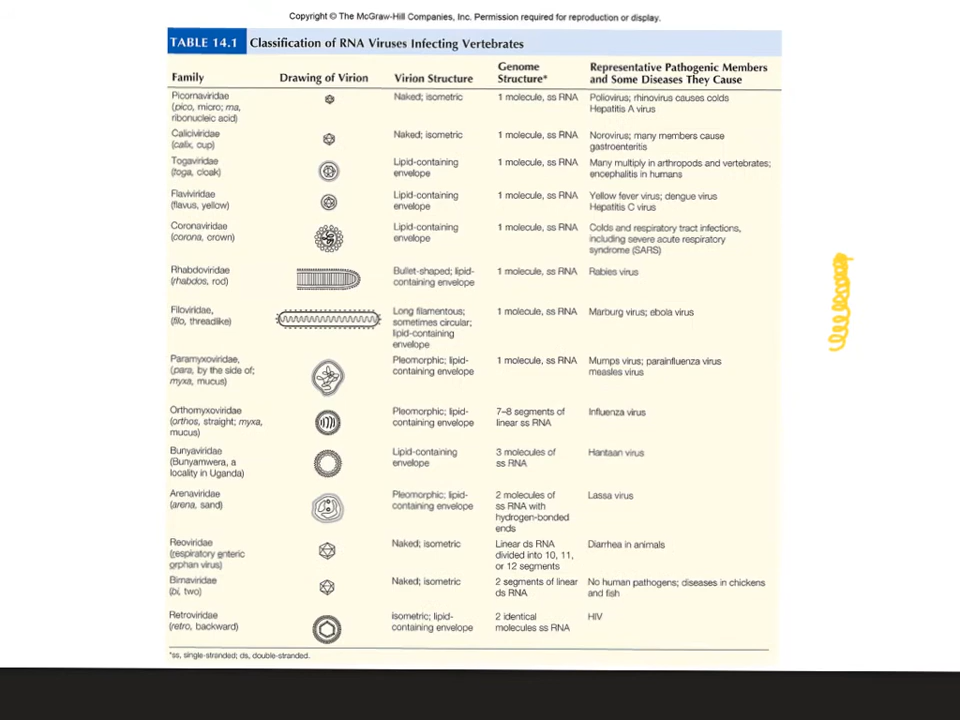 Copyright © The McGraw-Hill Companies, Inc. Permission required for reproduction or display.
TABLE 14.1 Classification of RNA Viruses Infecting Vertebrates
Family Drawing of Virion Virion Structure Genome Structure* Representative Pathogenic Members and Some Diseases They Cause
Picornaviridae Naked; isometric 1 molecule, ss RNA Poliovirus; rhinovirus causes colds
(pico, micro; rna, Hepatitis A virus
ribonucleic acid)
Caliciviridae Naked; isometric 1 molecule, ss RNA Norovirus; many members cause
(calix, cup) gastroenteritis
Togaviridae Lipid-containing 1 molecule, ss RNA Many multiply in arthropods and vertebrates;
(toga, cloak) envelope encephalitis in humans
Flaviviridae Lipid-containing 1 molecule, ss RNA Yellow fever virus; dengue virus
(flavus, yellow) envelope Hepatitis C virus
Coronaviridae Lipid-containing 1 molecule, ss RNA Colds and respiratory tract infections,
(corona, crown) envelope including severe acute respiratory
syndrome (SARS)
Rhabdoviridae Bullet-shaped; lipid- 1 molecule, ss RNA Rabies virus
(rhabdos, rod) containing envelope
Filoviridae, Long filamentous; 1 molecule, ss RNA Marburg virus; ebola virus
(filo, threadlike) sometimes circular;
lipid-containing
envelope
Paramyxoviridae, Pleomorphic; lipid- 1 molecule, ss RNA Mumps virus; parainfluenza virus
(para, by the side of; containing envelope measles virus
myxa, mucus)
Orthomyxoviridae Pleomorphic; lipid- 7–8 segments of Influenza virus
(orthos, straight; myxa, containing envelope linear ss RNA
mucus)
Bunyaviridae Lipid-containing 3 molecules of Hantaan virus
(Bunyamwera, a envelope ss RNA
locality in Uganda)
Arenaviridae Pleomorphic; lipid- 2 molecules of Lassa virus
(arena, sand) containing envelope ss RNA with
hydrogen-bonded
ends
Reoviridae Naked; isometric Linear ds RNA Diarrhea in animals
(respiratory enteric divided into 10, 11,
orphan virus) or 12 segments
Birnaviridae Naked; isometric 2 segments of linear No human pathogens; diseases in chickens
(bi, two) ds RNA and fish
Retroviridae isometric; lipid- 2 identical HIV
(retro, backward) containing envelope molecules ss RNA
*ss, single-stranded; ds, double-stranded.